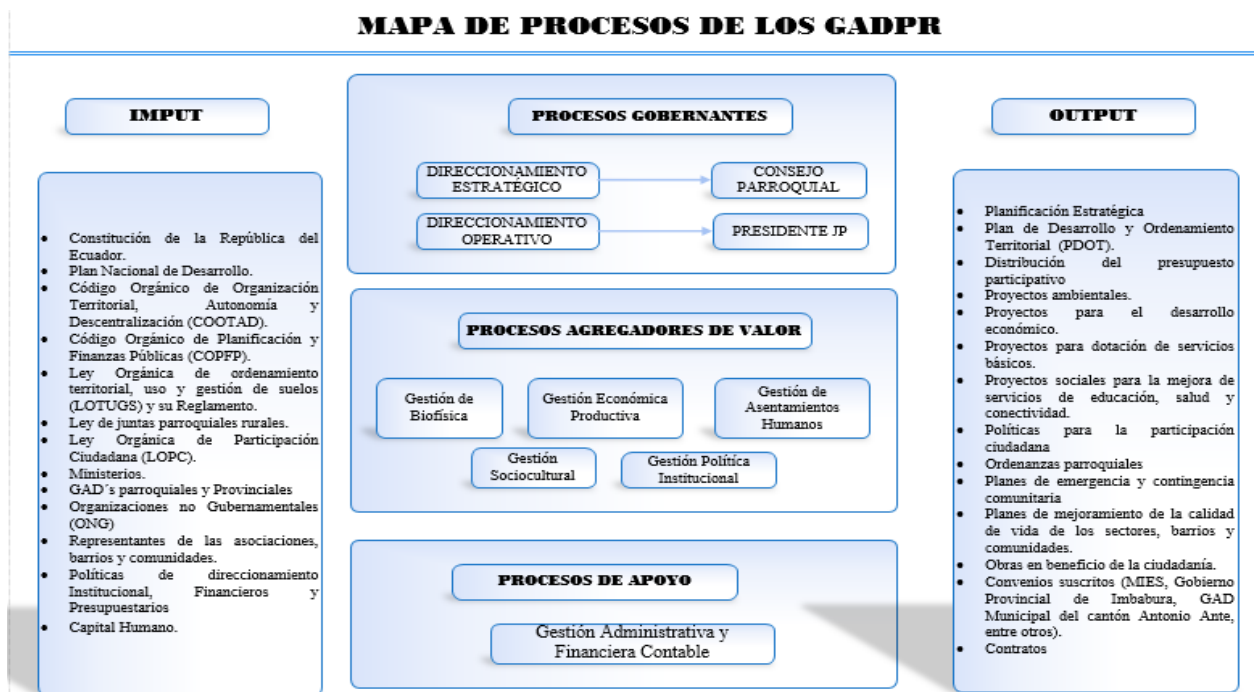 MAPA DE PROCESOS DE LOS GADPR
IMPUT
• Constitución de la República del
Ecuador.
• Plan Nacional de Desarrollo.
• Código Orgánico de Organización
Territorial, Autonomía y
Descentralización (COOTAD).
• Código Orgánico de Planificación y
Finanzas Públicas (COPFP).
• Ley Orgánica de ordenamiento
territorial, uso y gestión de suelos
(LOTUGS) y su Reglamento.
• Ley de juntas parroquiales rurales.
• Ley Orgánica de Participación
Ciudadana (LOPC).
• Ministerios.
• GAD´s parroquiales y Provinciales
• Organizaciones no Gubernamentales
(ONG)
• Representantes de las asociaciones,
barrios y comunidades.
• Políticas de direccionamiento
Institucional, Financieros y
Presupuestarios
• Capital Humano.
PROCESOS GOBERNANTES
DIRECCIONAMIENTO
ESTRATÉGICO
CONSEJO
PARROQUIAL
DIRECCIONAMIENTO
OPERATIVO
PRESIDENTE JP
PROCESOS AGREGADORES DE VALOR
Gestión de
Biofísica
Gestión Económica
Productiva
Gestión de
Asentamientos
Humanos
Gestión
Sociocultural
Gestión Política
Institucional
PROCESOS DE APOYO
Gestión Administrativa y
Financiera Contable
OUTPUT
• Planificación Estratégica
• Plan de Desarrollo y Ordenamiento
Territorial (PDOT).
• Distribución del presupuesto
participativo
• Proyectos ambientales.
• Proyectos para el desarrollo
económico.
• Proyectos para dotación de servicios
básicos.
• Proyectos sociales para la mejora de
servicios de educación, salud y
conectividad.
• Políticas para la participación
ciudadana
• Ordenanzas parroquiales
• Planes de emergencia y contingencia
comunitaria
• Planes de mejoramiento de la calidad
de vida de los sectores, barrios y
comunidades.
• Obras en beneficio de la ciudadanía.
• Convenios suscritos (MIES, Gobierno
Provincial de Imbabura, GAD
Municipal del cantón Antonio Ante,
entre otros).
• Contratos